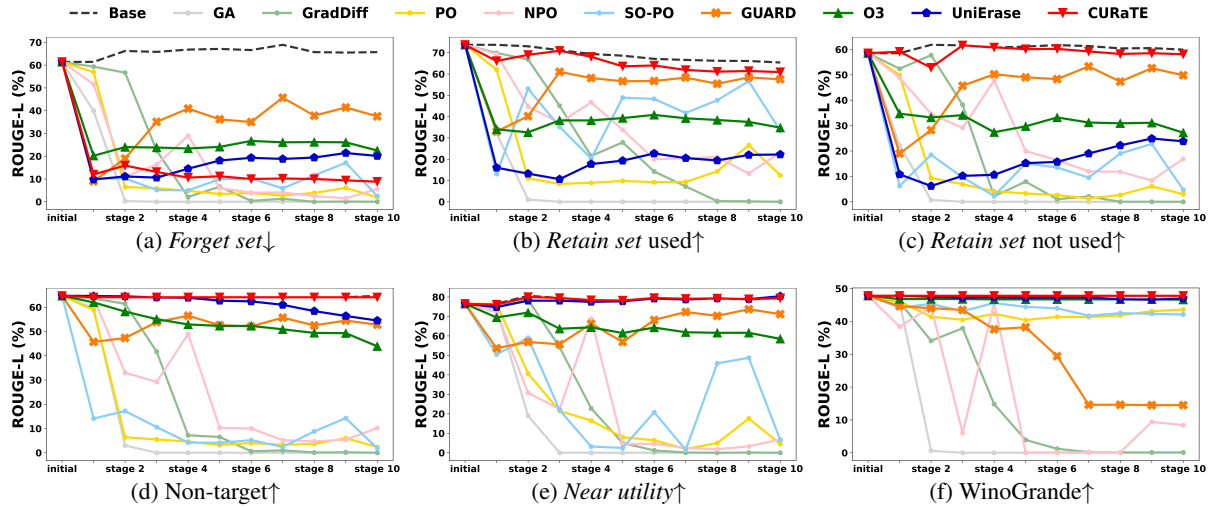 Base GA GradDiff PO NPO SO-PO GUARD O3 UniErase CURaTE
ROUGE-L (%)
70
60
50
40
30
20
10
0
initial stage 2 stage 4 stage 6 stage 8 stage 10
(a) Forget set↓
ROUGE-L (%)
70
60
50
40
30
20
10
0
initial stage 2 stage 4 stage 6 stage 8 stage 10
(b) Retain set used↑
ROUGE-L (%)
60
50
40
30
20
10
0
initial stage 2 stage 4 stage 6 stage 8 stage 10
(c) Retain set not used↑
ROUGE-L (%)
60
50
40
30
20
10
0
initial stage 2 stage 4 stage 6 stage 8 stage 10
(d) Non-target↑
ROUGE-L (%)
80
70
60
50
40
30
20
10
0
initial stage 2 stage 4 stage 6 stage 8 stage 10
(e) Near utility↑
ROUGE-L (%)
50
40
30
20
10
0
initial stage 2 stage 4 stage 6 stage 8 stage 10
(f) WinoGrande↑